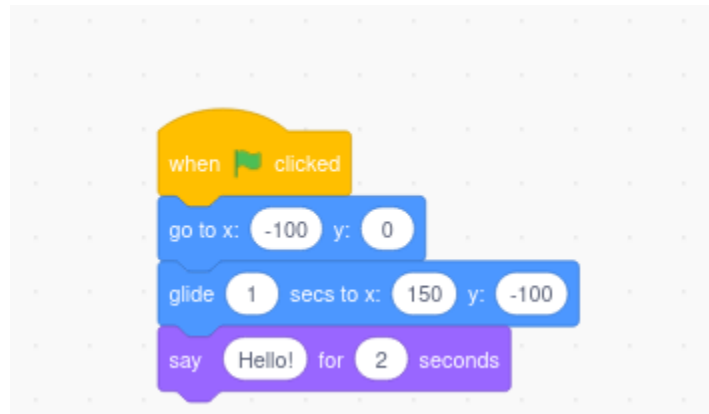 when clicked
go to x: -100 y: 0
glide 1 secs to x: 150 y: -100
say Hello! for 2 seconds